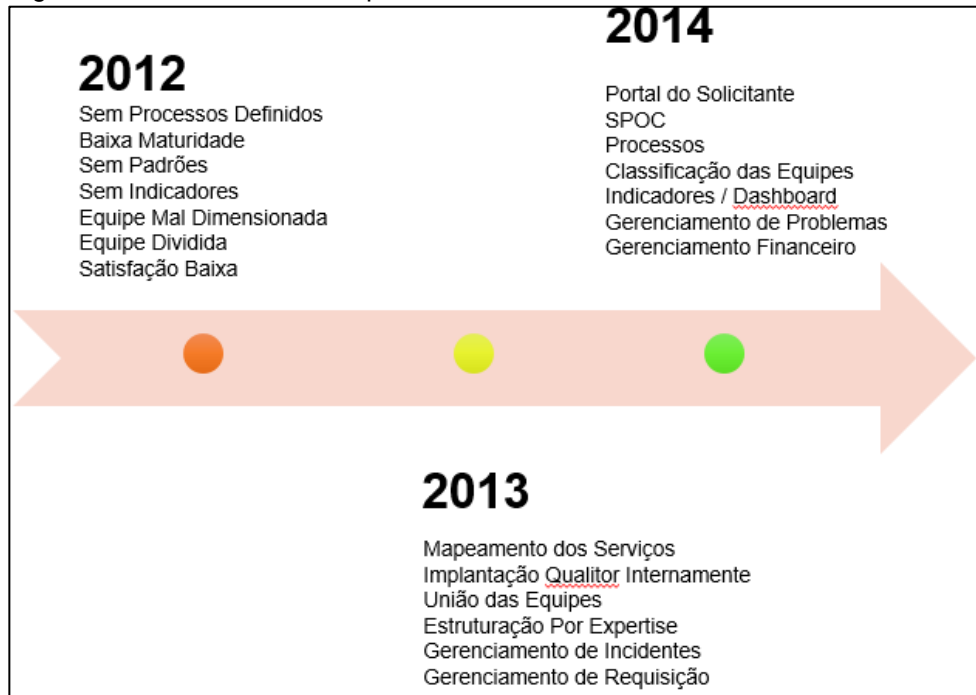 2012
Sem Processos Definidos
Baixa Maturidade
Sem Padrões
Sem Indicadores
Equipe Mal Dimensionada
Equipe Dividida
Satisfação Baixa
2014
Portal do Solicitante
SPOC
Processos
Classificação das Equipes
Indicadores / Dashboard
Gerenciamento de Problemas
Gerenciamento Financeiro
2013
Mapeamento dos Serviços
Implantação Qualitor Internamente
União das Equipes
Estruturação Por Expertise
Gerenciamento de Incidentes
Gerenciamento de Requisição